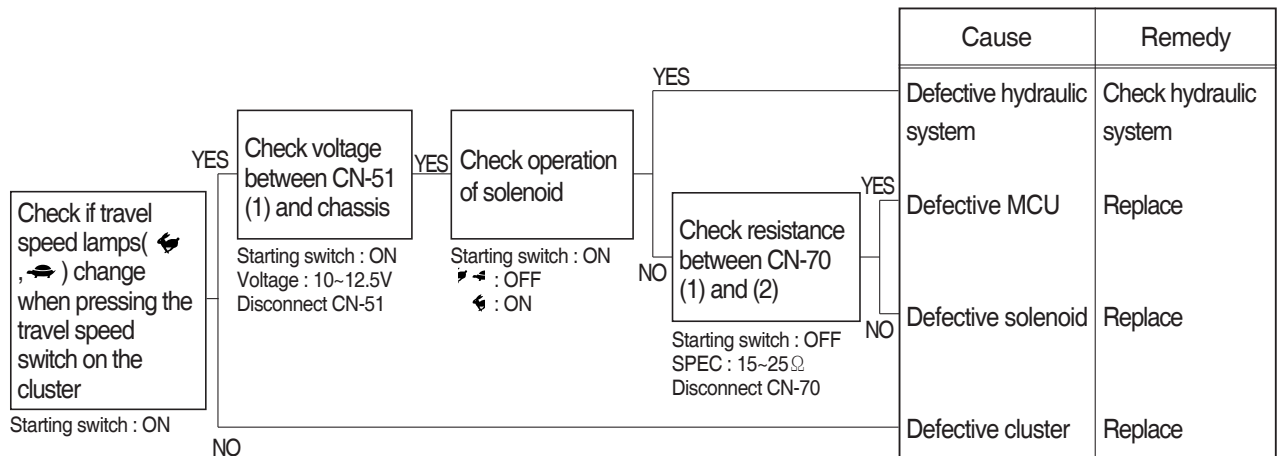 Cause
Remedy
YES
Defective hydraulic
system
Check hydraulic
system
YES
Check voltage
between CN-51
(1) and chassis
YES
Check operation
of solenoid
Starting switch : ON
Voltage : 10~12.5V
Disconnect CN-51
Starting switch : ON
: OFF
: ON
NO
Check resistance
between CN-70
(1) and (2)
YES
Defective MCU
Replace
Check if travel
speed lamps(
, ) change
when pressing the
travel speed
switch on the
cluster
Starting switch : ON
Starting switch : OFF
SPEC : 15~25Ω
Disconnect CN-70
NO
Defective solenoid
Replace
NO
Defective cluster
Replace